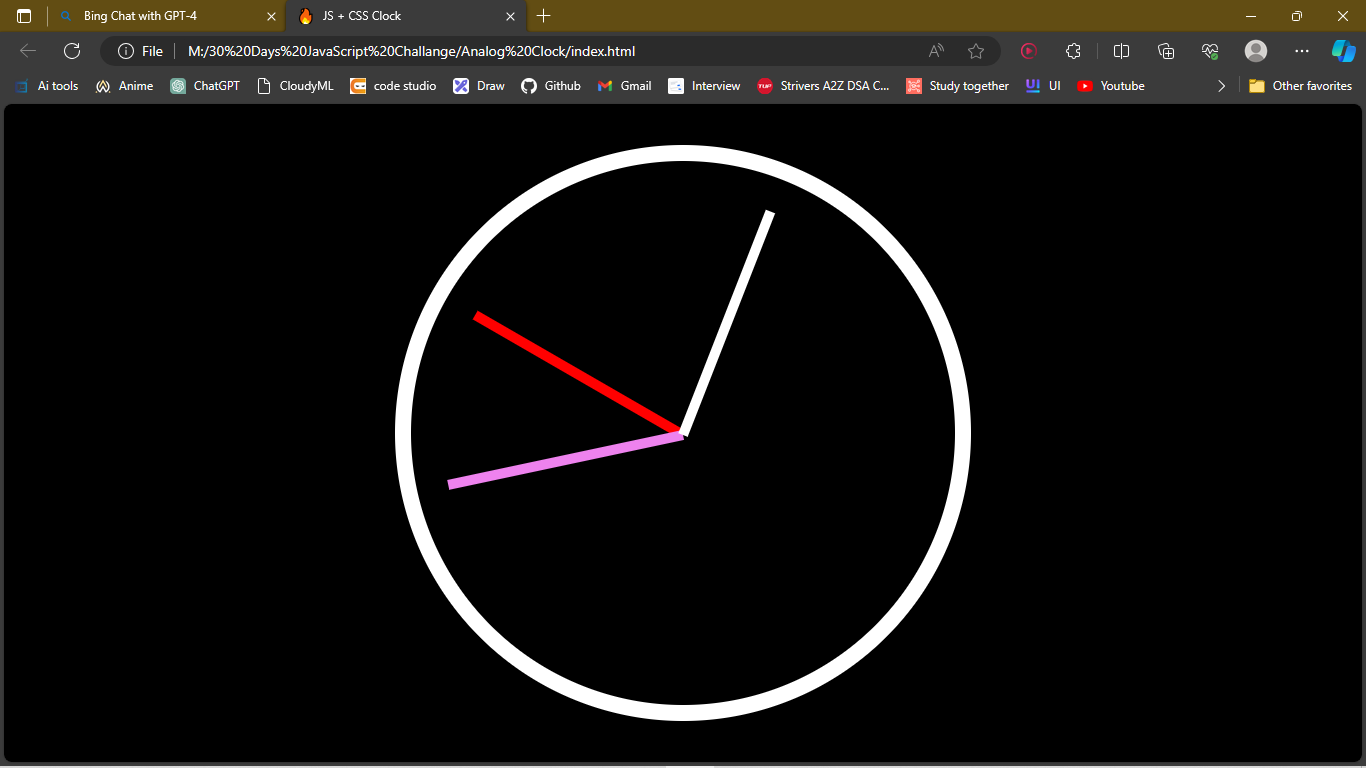 Bing Chat with GPT-4 JS + CSS Clock
File M:/30%20Days%20JavaScript%20Challange/Analog%20Clock/index.html
Ai tools Anime ChatGPT CloudyML code studio Draw Github Gmail Interview TUF Strivers A2Z DSA C... Study together UI Youtube Other favorites